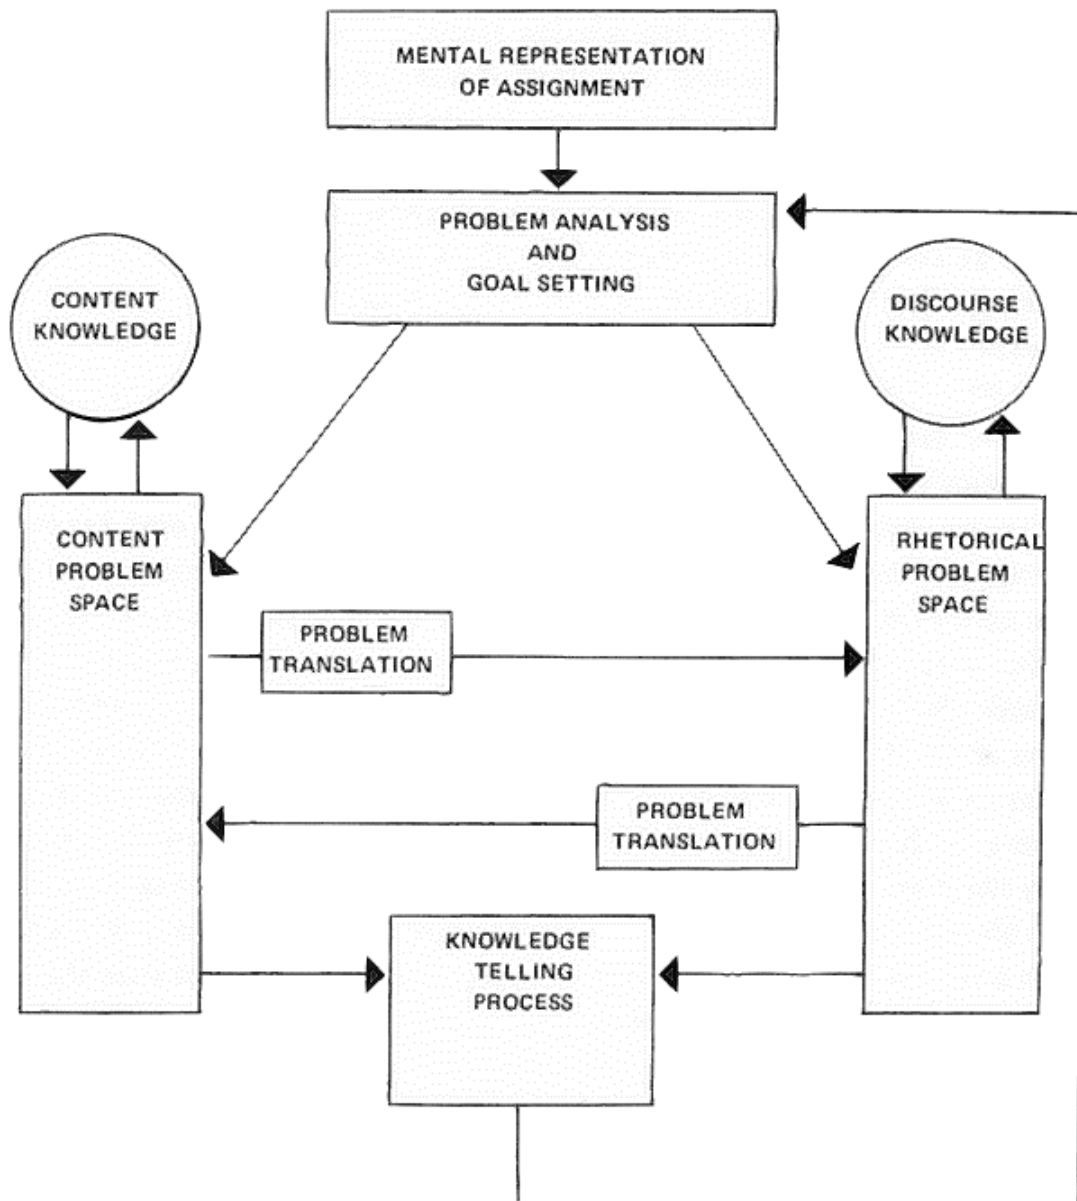 MENTAL REPRESENTATION
OF ASSIGNMENT
PROBLEM ANALYSIS
AND
GOAL SETTING
CONTENT
KNOWLEDGE
DISCOURSE
KNOWLEDGE
CONTENT
PROBLEM
SPACE
RHETORICAL
PROBLEM
SPACE
PROBLEM
TRANSLATION
PROBLEM
TRANSLATION
KNOWLEDGE
TELLING
PROCESS